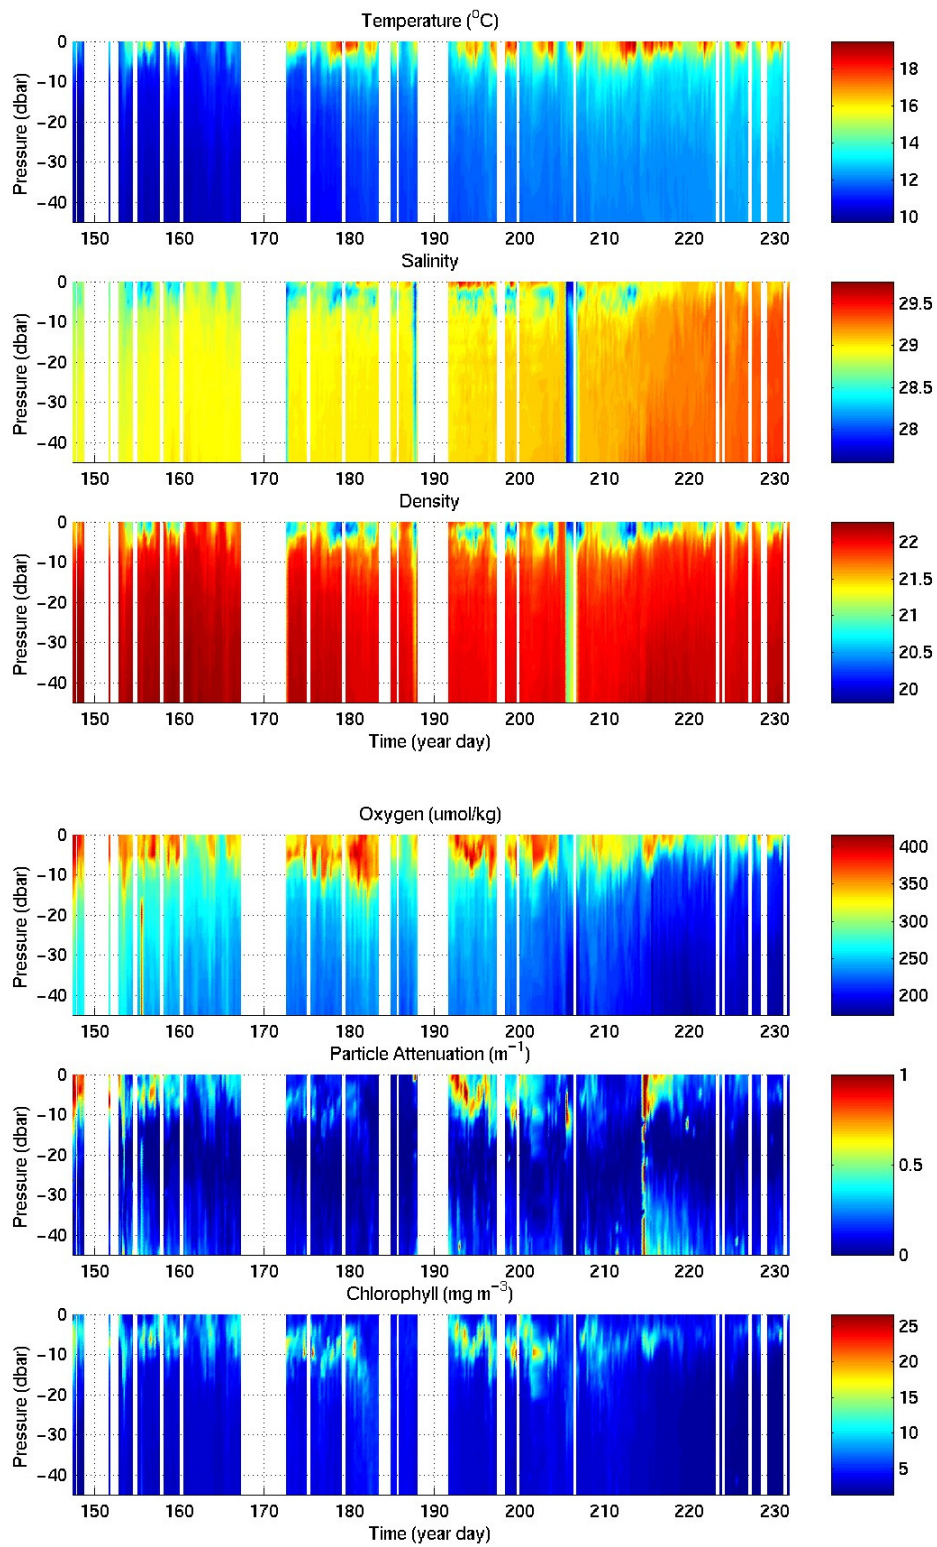 Temperature (⁰C)
Pressure (dbar)
0
−10
−20
−30
−40
150 160 170 180 190 200 210 220 230
18
16
14
12
10
Salinity
Pressure (dbar)
0
−10
−20
−30
−40
150 160 170 180 190 200 210 220 230
29.5
29
28.5
28
Density
Pressure (dbar)
0
−10
−20
−30
−40
150 160 170 180 190 200 210 220 230
Time (year day)
22
21.5
21
20.5
20
Oxygen (umol/kg)
Pressure (dbar)
0
−10
−20
−30
−40
150 160 170 180 190 200 210 220 230
400
350
300
250
200
Particle Attenuation (m⁻¹)
Pressure (dbar)
0
−10
−20
−30
−40
150 160 170 180 190 200 210 220 230
1
0.5
0
Chlorophyll (mg m⁻³)
Pressure (dbar)
0
−10
−20
−30
−40
150 160 170 180 190 200 210 220 230
Time (year day)
25
20
15
10
5